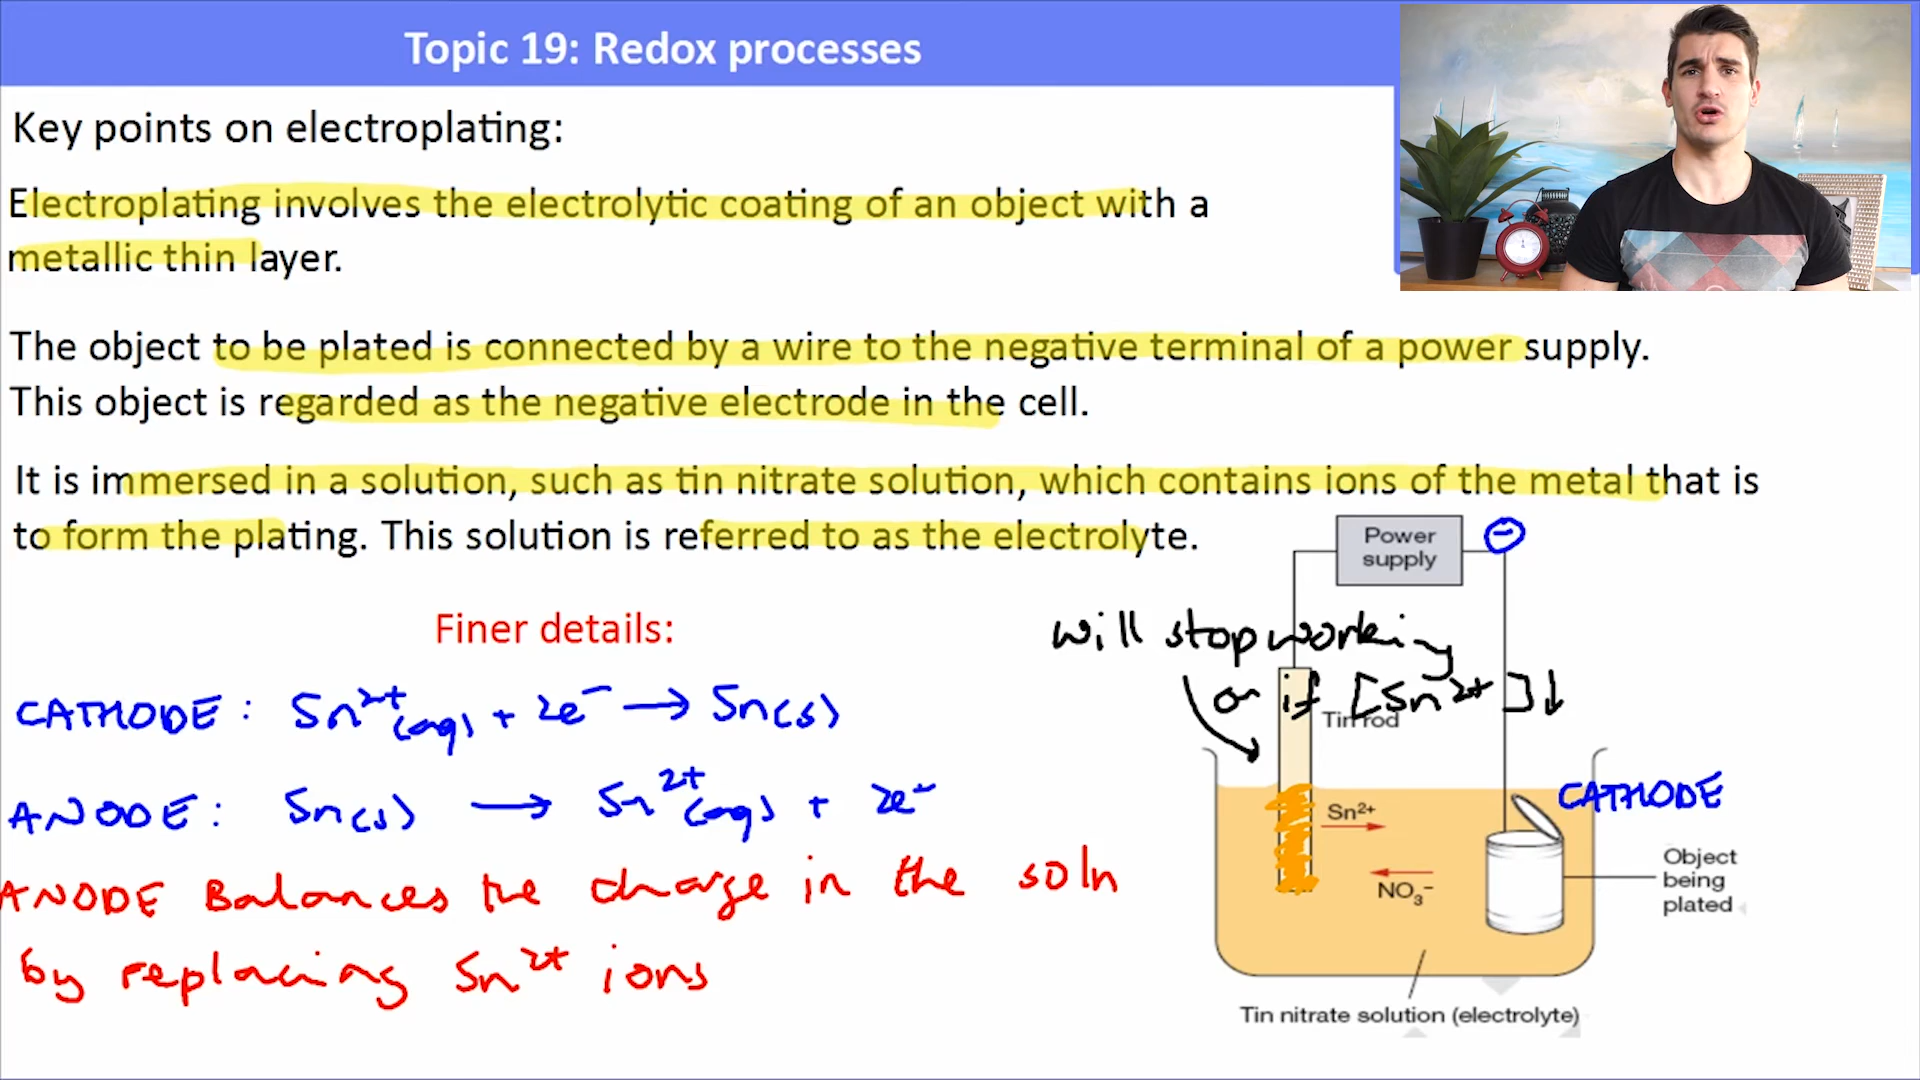 Topic 19: Redox processes
Key points on electroplating:
Electroplating involves the electrolytic coating of an object with a
metallic thin layer.
The object to be plated is connected by a wire to the negative terminal of a power supply.
This object is regarded as the negative electrode in the cell.
It is immersed in a solution, such as tin nitrate solution, which contains ions of the metal that is
to form the plating. This solution is referred to as the electrolyte.
Finer details:
CATHODE: Sn²⁺(aq) + 2e⁻ → Sn(s)
ANODE: Sn(s) → Sn²⁺(aq) + 2e⁻
ANODE Balances the charge in the soln
by replacing Sn²⁺ ions
Power
supply
−
will stop working
or if [Sn²⁺]↓
Tin rod
CATHODE
Sn²⁺
NO₃⁻
Object
being
plated
Tin nitrate solution (electrolyte)